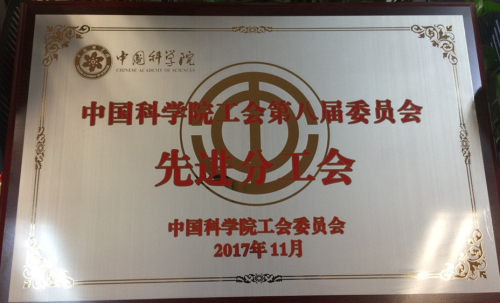 中国科学院
CHINESE ACADEMY OF SCIENCES
中国科学院工会第八届委员会
先进分工会
中国科学院工会委员会
2017年11月